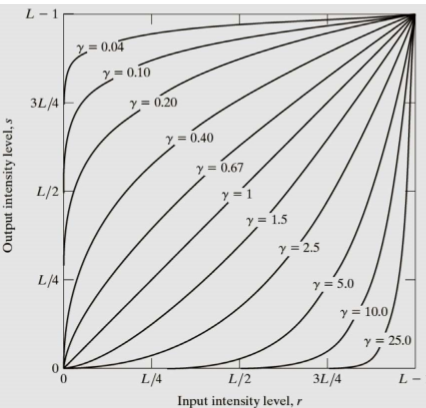 L − 1
γ = 0.04
γ = 0.10
3L/4
γ = 0.20
γ = 0.40
γ = 0.67
L/2
γ = 1
γ = 1.5
γ = 2.5
L/4
γ = 5.0
γ = 10.0
γ = 25.0
0
0
L/4
L/2
3L/4
L −
Output intensity level, s
Input intensity level, r